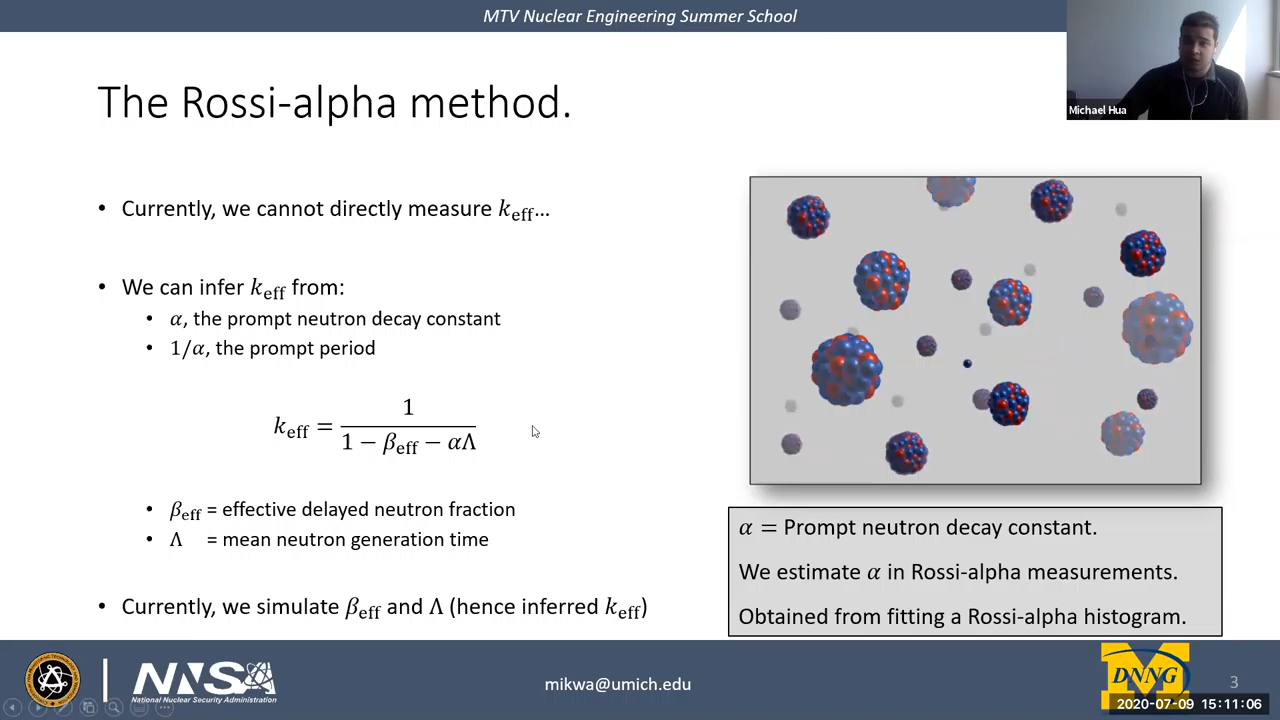 MTV Nuclear Engineering Summer School
Michael Hua
The Rossi-alpha method.
• Currently, we cannot directly measure k_eff…
• We can infer k_eff from:
• α, the prompt neutron decay constant
• 1/α, the prompt period
k_eff = 1 / (1 − β_eff − αΛ)
• β_eff = effective delayed neutron fraction
• Λ = mean neutron generation time
• Currently, we simulate β_eff and Λ (hence inferred k_eff)
α = Prompt neutron decay constant.
We estimate α in Rossi-alpha measurements.
Obtained from fitting a Rossi-alpha histogram.
NNSA
National Nuclear Security Administration
mikwa@umich.edu
DNNG
3
2020-07-09 15:11:06